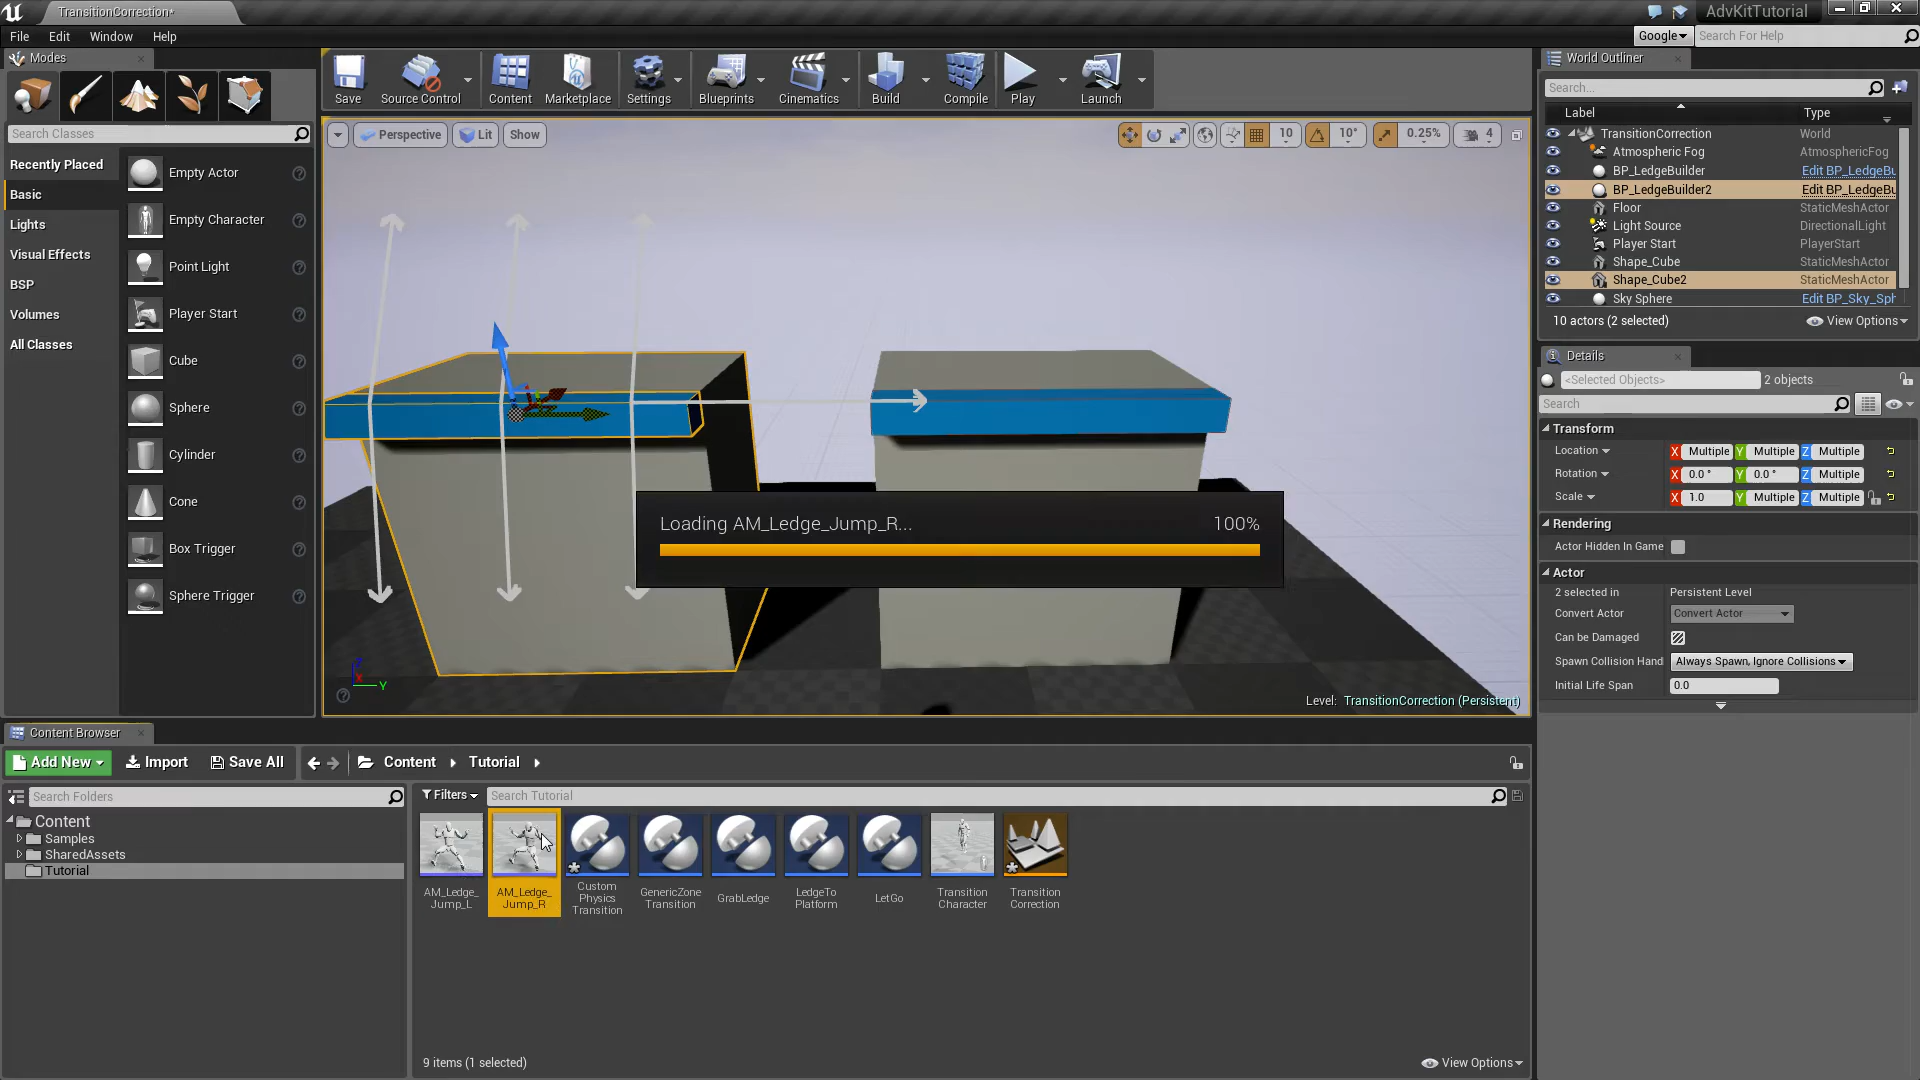 TransitionCorrection*
AdvKitTutorial
File
Edit
Window
Help
Google
Search For Help
Modes
Save
Source Control
Content
Marketplace
Settings
Blueprints
Cinematics
Build
Compile
Play
Launch
World Outliner
Search...
Label
Type
Search Classes
Perspective
Lit
Show
10
10°
0.25%
4
TransitionCorrection
World
Atmospheric Fog
AtmosphericFog
BP_LedgeBuilder
Edit BP_LedgeBu
BP_LedgeBuilder2
Edit BP_LedgeBu
Floor
StaticMeshActor
Light Source
DirectionalLight
Player Start
PlayerStart
Shape_Cube
StaticMeshActor
Shape_Cube2
StaticMeshActor
Sky Sphere
Edit BP_Sky_Sph
10 actors (2 selected)
View Options
Recently Placed
Basic
Lights
Visual Effects
BSP
Volumes
All Classes
Empty Actor
Empty Character
Point Light
Player Start
Cube
Sphere
Cylinder
Cone
Box Trigger
Sphere Trigger
Loading AM_Ledge_Jump_R...
100%
Z
X
Y
Level: TransitionCorrection (Persistent)
Details
<Selected Objects>
2 objects
Search
Transform
Location
X Multiple Y Multiple Z Multiple
Rotation
X 0.0 ° Y 0.0 ° Z Multiple
Scale
X 1.0 Y Multiple Z Multiple
Rendering
Actor Hidden In Game
Actor
2 selected in
Persistent Level
Convert Actor
Convert Actor
Can be Damaged
Spawn Collision Hand
Always Spawn, Ignore Collisions
Initial Life Span
0.0
Content Browser
Add New
Import
Save All
Content
Tutorial
Search Folders
Filters
Search Tutorial
Content
Samples
SharedAssets
Tutorial
AM_Ledge_
Jump_L
AM_Ledge_
Jump_R
Custom
Physics
Transition
GenericZone
Transition
GrabLedge
LedgeTo
Platform
LetGo
Transition
Character
Transition
Correction
9 items (1 selected)
View Options